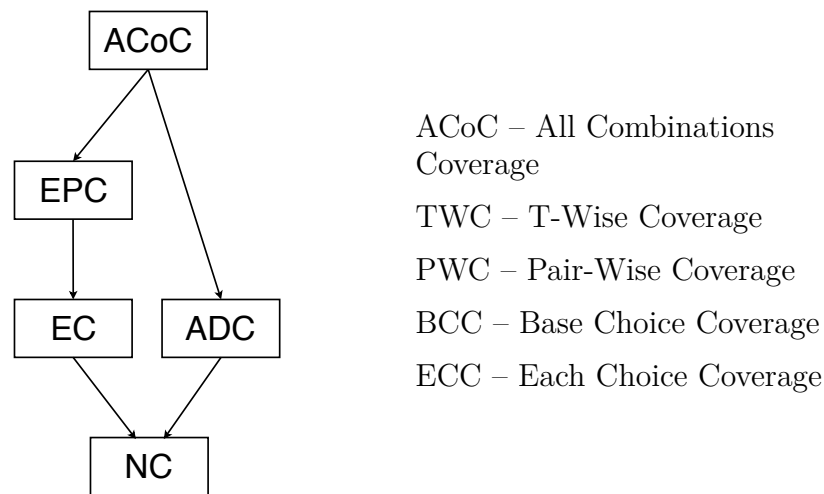 ACoC
EPC
EC
ADC
NC
ACoC – All Combinations
Coverage
TWC – T-Wise Coverage
PWC – Pair-Wise Coverage
BCC – Base Choice Coverage
ECC – Each Choice Coverage